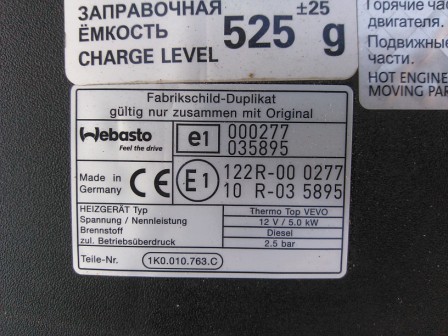 ЗАПРАВОЧНАЯ
ЁМКОСТЬ
CHARGE LEVEL
525 ±25 g
Горячие час
двигателя.
Подвижные
части.
HOT ENGINE
MOVING PAR
Fabrikschild-Duplikat
gültig nur zusammen mit Original
Webasto
Feel the drive
e1 000277
035895
Made in
Germany
CE
E1 122R-00 0277
10 R-03 5895
HEIZGERÄT Typ Thermo Top VEVO
Spannung / Nennleistung 12 V / 5.0 kW
Brennstoff Diesel
zul. Betriebsüberdruck 2.5 bar
Teile-Nr. 1K0.010.763.C